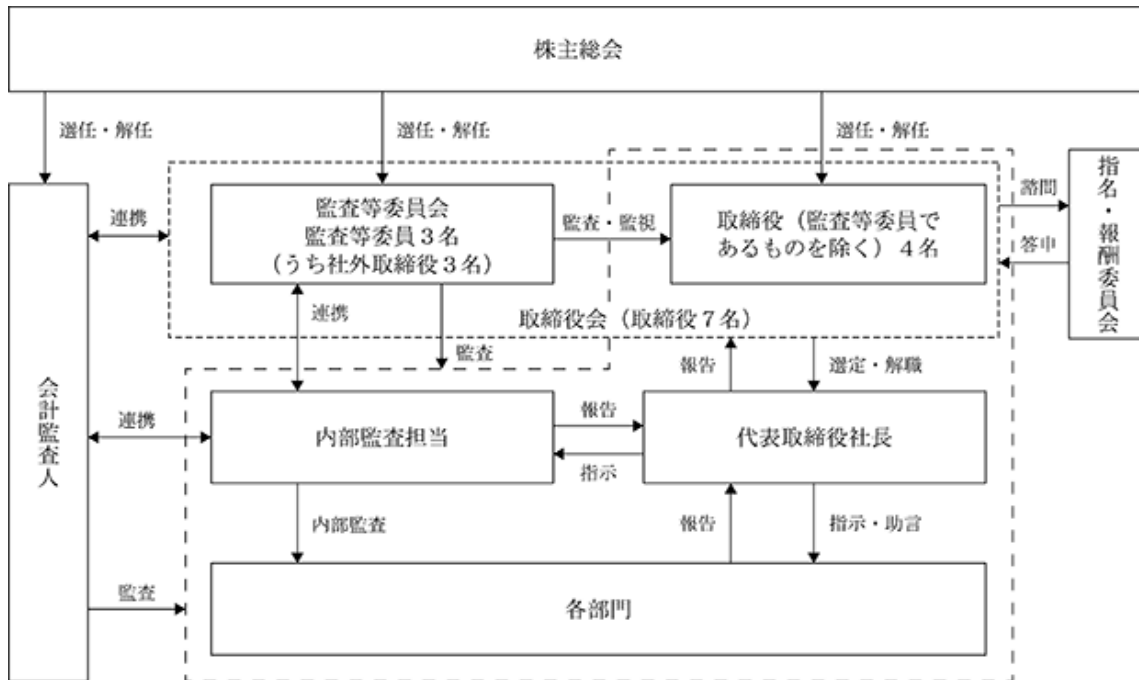 株主総会
選任・解任
選任・解任
選任・解任
連携
監査等委員会
監査等委員３名
（うち社外取締役３名）
監査・監視
取締役（監査等委員で
あるものを除く）４名
諮問
答申
指名・報酬委員会
連携
取締役会（取締役７名）
監査
報告
選定・解職
会計監査人
連携
内部監査担当
報告
指示
代表取締役社長
内部監査
報告
指示・助言
監査
各部門